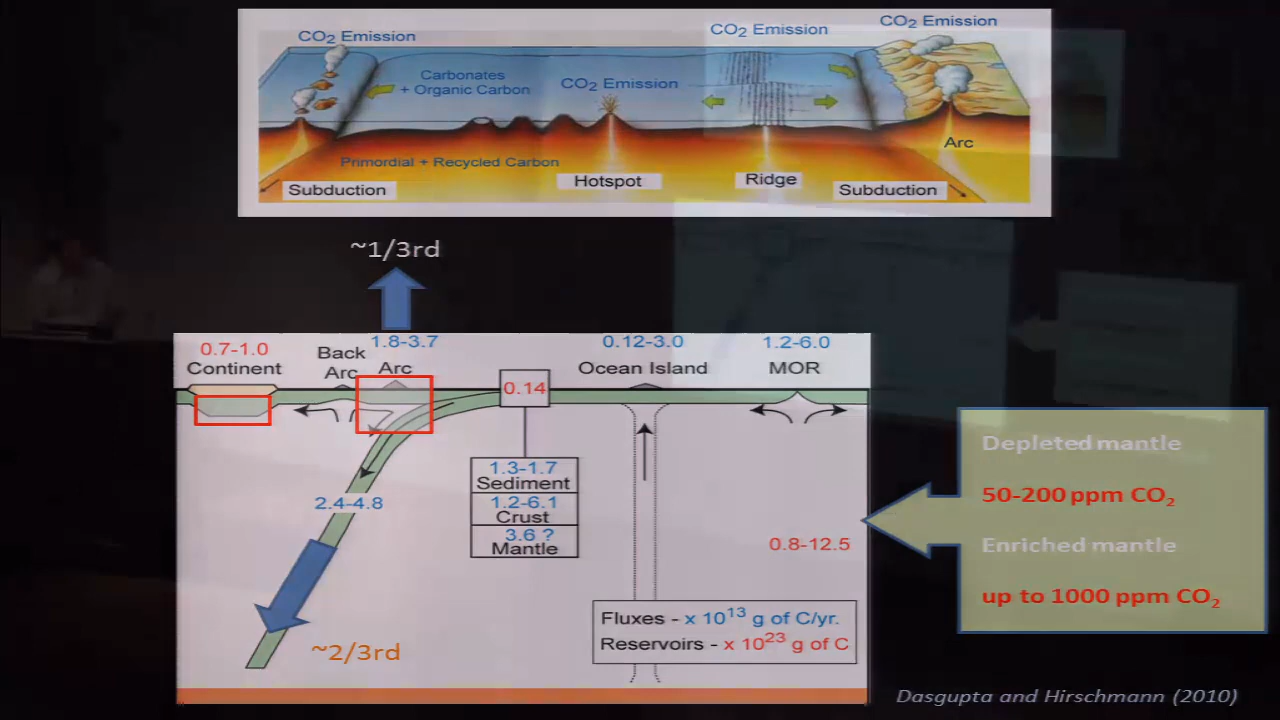 CO2 Emission
CO2 Emission
CO2 Emission
Carbonates
+ Organic Carbon
CO2 Emission
Arc
Primordial + Recycled Carbon
Subduction
Hotspot
Ridge
Subduction
~1/3rd
0.7-1.0
Continent
Back
Arc
1.8-3.7
Arc
0.14
0.12-3.0
Ocean Island
1.2-6.0
MOR
1.3-1.7
Sediment
1.2-6.1
Crust
3.6 ?
Mantle
2.4-4.8
0.8-12.5
Depleted mantle
50-200 ppm CO2
Enriched mantle
up to 1000 ppm CO2
Fluxes - x 10^13 g of C/yr.
Reservoirs - x 10^23 g of C
~2/3rd
Dasgupta and Hirschmann (2010)